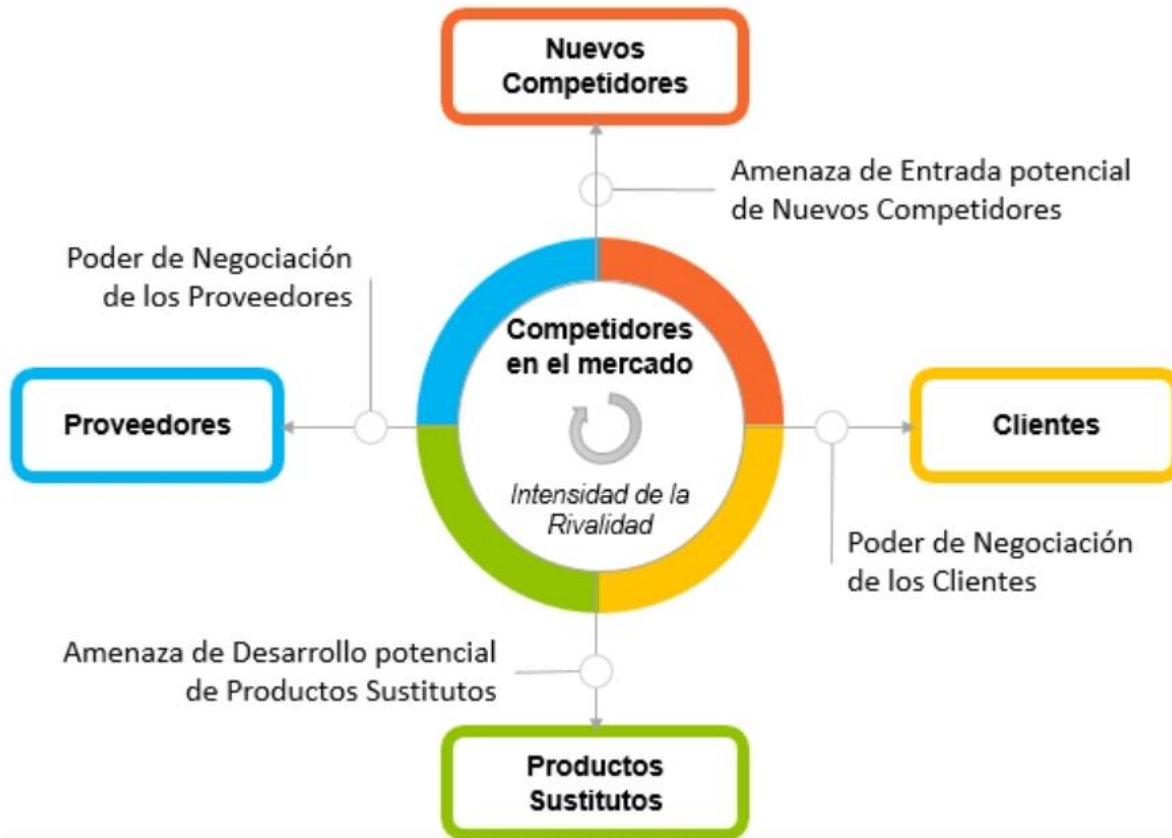 Nuevos
Competidores
Amenaza de Entrada potencial
de Nuevos Competidores
Poder de Negociación
de los Proveedores
Competidores
en el mercado
Proveedores
Clientes
Intensidad de la
Rivalidad
Poder de Negociación
de los Clientes
Amenaza de Desarrollo potencial
de Productos Sustitutos
Productos
Sustitutos